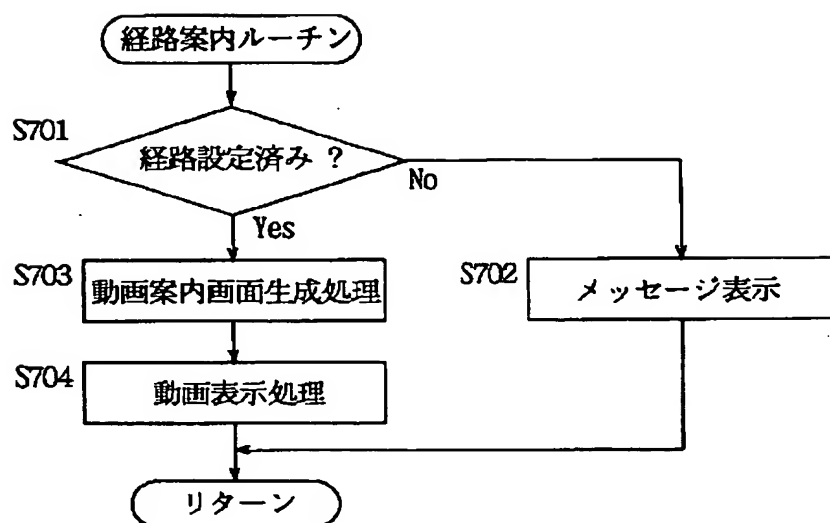 経路案内ルーチン
S701
経路設定済み ?
No
Yes
S703
動画案内画面生成処理
S702
メッセージ表示
S704
動画表示処理
リターン